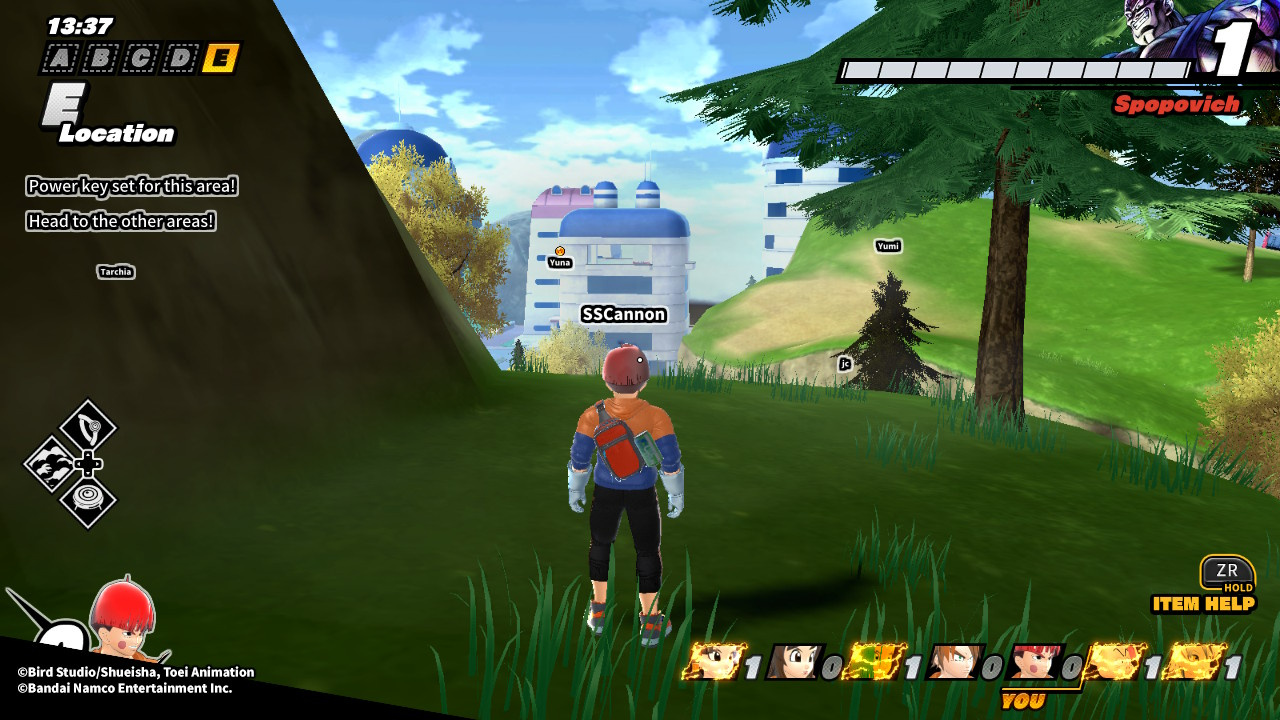 13:37
A B C D E
E
Location
Power key set for this area!
Head to the other areas!
Tarchia
1
Spopovich
Yumi
Yuna
SSCannon
jc
ZR
HOLD
ITEM HELP
1 0 1 0 0 1 1
YOU
©Bird Studio/Shueisha, Toei Animation
©Bandai Namco Entertainment Inc.